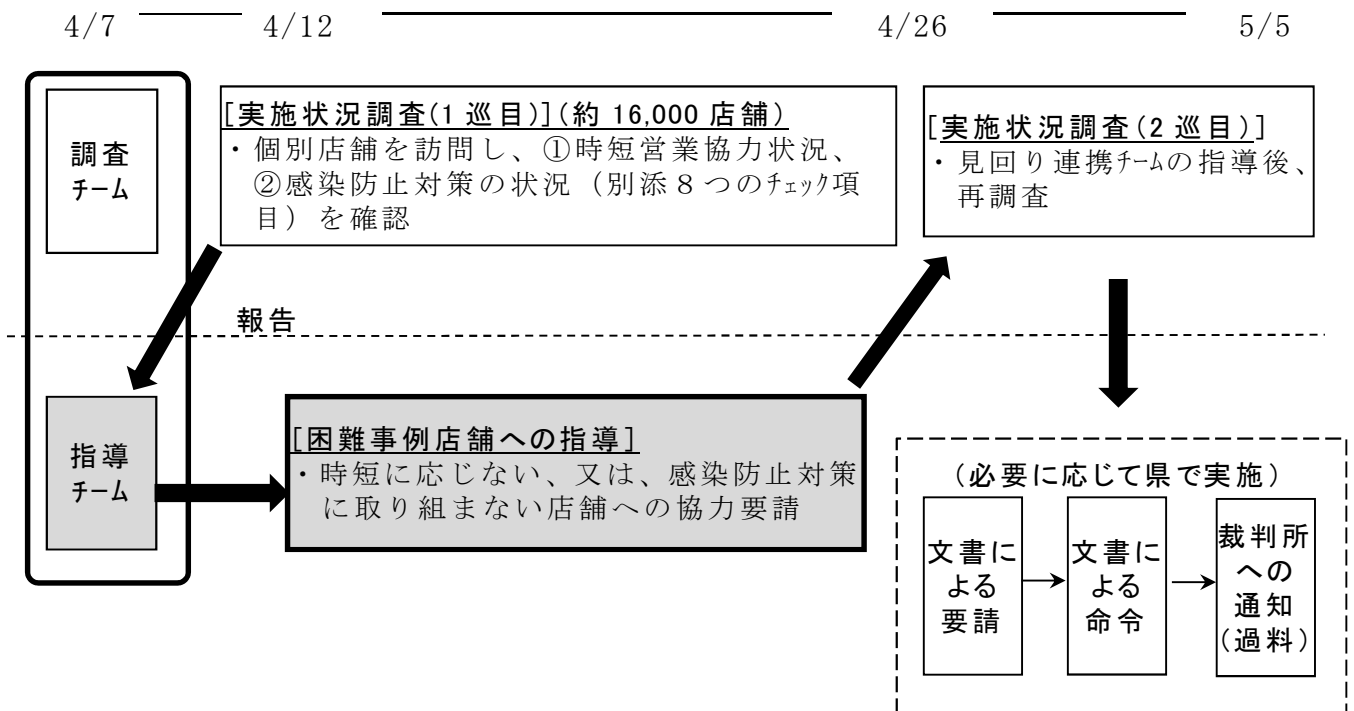 4/7 4/12 4/26 5/5
調査
チーム
[実施状況調査(1巡目)](約16,000店舗)
・個別店舗を訪問し、①時短営業協力状況、
②感染防止対策の状況（別添８つのチェック項
目）を確認
[実施状況調査(2巡目)]
・見回り連携チームの指導後、
再調査
報告
指導
チーム
[困難事例店舗への指導]
・時短に応じない、又は、感染防止対策
に取り組まない店舗への協力要請
(必要に応じて県で実施)
文書に
よる
要請
文書に
よる
命令
裁判所
への
通知
(過料)